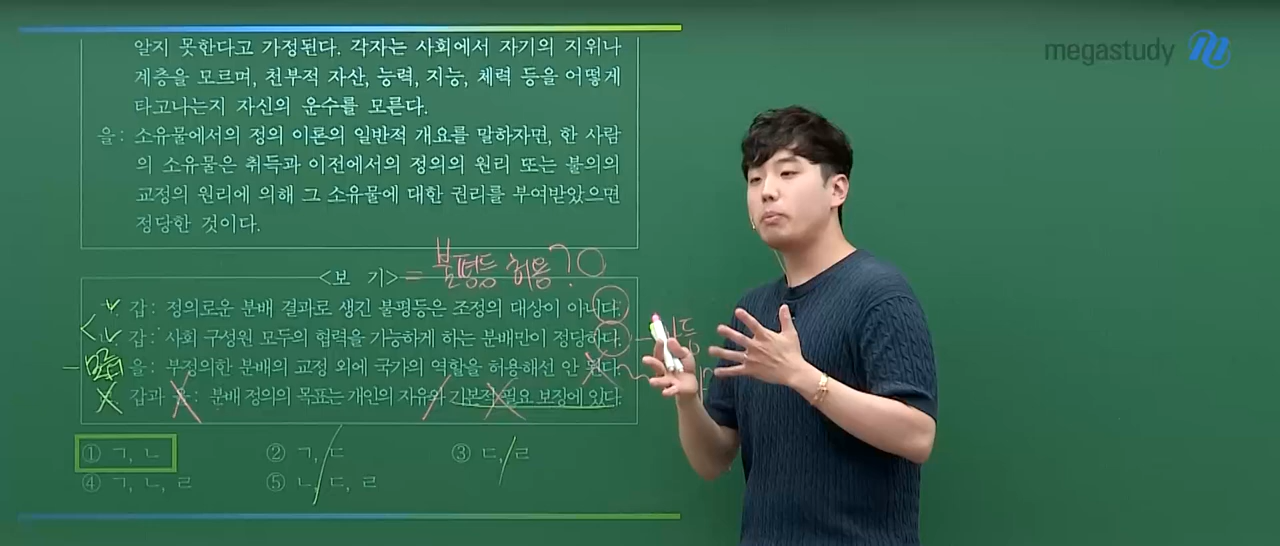 megastudy
알지 못한다고 가정된다. 각자는 사회에서 자기의 지위나
계층을 모르며, 천부적 자산, 능력, 지능, 체력 등을 어떻게
타고나는지 자신의 운수를 모른다.
을: 소유물에서의 정의 이론의 일반적 개요를 말하자면, 한 사람
의 소유물은 취득과 이전에서의 정의의 원리 또는 불의의
교정의 원리에 의해 그 소유물에 대한 권리를 부여받았으면
정당한 것이다.
<보 기> = 불평등 허용? ○
갑: 정의로운 분배 결과로 생긴 불평등은 조정의 대상이 아니다.
갑: 사회 구성원 모두의 협력을 가능하게 하는 분배만이 정당하다.
을: 부정의한 분배의 교정 외에 국가의 역할을 허용해선 안 된다.
갑과 을: 분배 정의의 목표는 개인의 자유와 기본적 필요 보장에 있다.
① ㄱ, ㄴ ② ㄱ, ㄷ ③ ㄷ, ㄹ
④ ㄱ, ㄴ, ㄹ ⑤ ㄴ, ㄷ, ㄹ